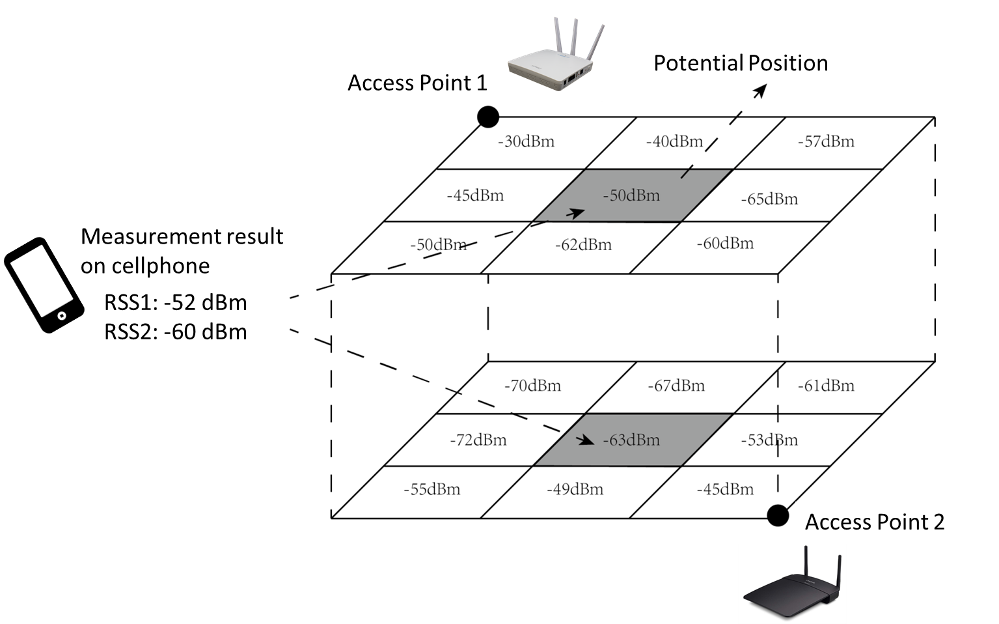 Access Point 1
Potential Position
-30dBm
-40dBm
-57dBm
-45dBm
-50dBm
-65dBm
-50dBm
-62dBm
-60dBm
Measurement result
on cellphone
RSS1: -52 dBm
RSS2: -60 dBm
-70dBm
-67dBm
-61dBm
-72dBm
-63dBm
-53dBm
-55dBm
-49dBm
-45dBm
Access Point 2